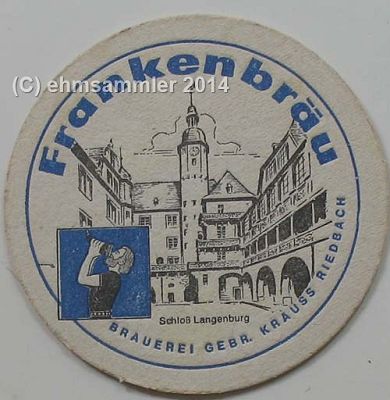 (C) ehmsammler 2014
Frankenbräu
Schloß Langenburg
BRAUEREI GEBR. KRAUSS RIEDBACH